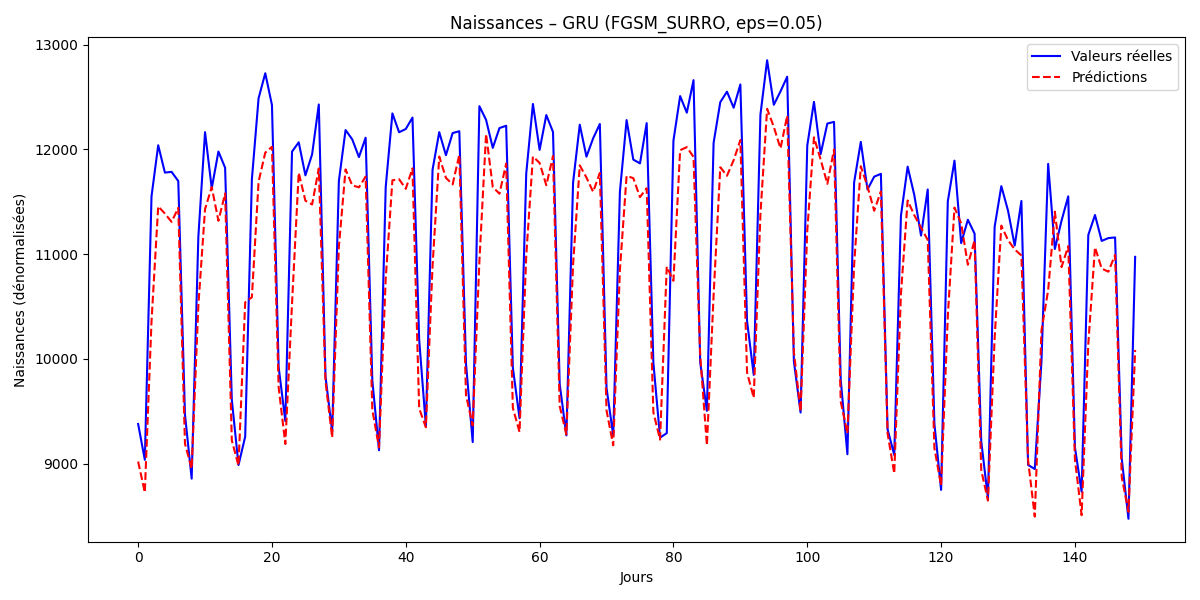 Naissances – GRU (FGSM_SURRO, eps=0.05)
Valeurs réelles
Prédictions
Naissances (dénormalisées)
13000
12000
11000
10000
9000
0 20 40 60 80 100 120 140
Jours